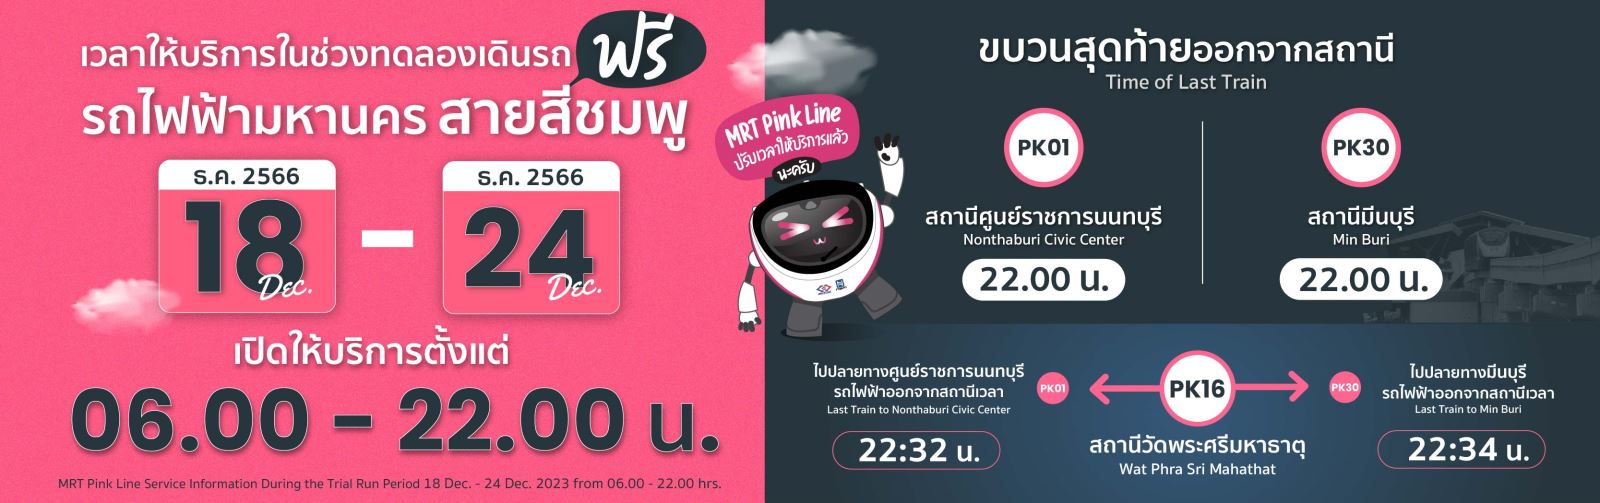 เวลาให้บริการในช่วงทดลองเดินรถ ฟรี
รถไฟฟ้ามหานคร สายสีชมพู
ธ.ค. 2566
18
Dec.
-
ธ.ค. 2566
24
Dec.
เปิดให้บริการตั้งแต่
06.00 - 22.00 น.
MRT Pink Line Service Information During the Trial Run Period 18 Dec. - 24 Dec. 2023 from 06.00 - 22.00 hrs.
MRT Pink Line
ปรับเวลาให้บริการแล้ว
นะครับ
ขบวนสุดท้ายออกจากสถานี
Time of Last Train
PK01
สถานีศูนย์ราชการนนทบุรี
Nonthaburi Civic Center
22.00 น.
PK30
สถานีมีนบุรี
Min Buri
22.00 น.
ไปปลายทางศูนย์ราชการนนทบุรี
รถไฟฟ้าออกจากสถานีเวลา
Last Train to Nonthaburi Civic Center
22:32 น.
PK01
PK16
PK30
สถานีวัดพระศรีมหาธาตุ
Wat Phra Sri Mahathat
ไปปลายทางมีนบุรี
รถไฟฟ้าออกจากสถานีเวลา
Last Train to Min Buri
22:34 น.